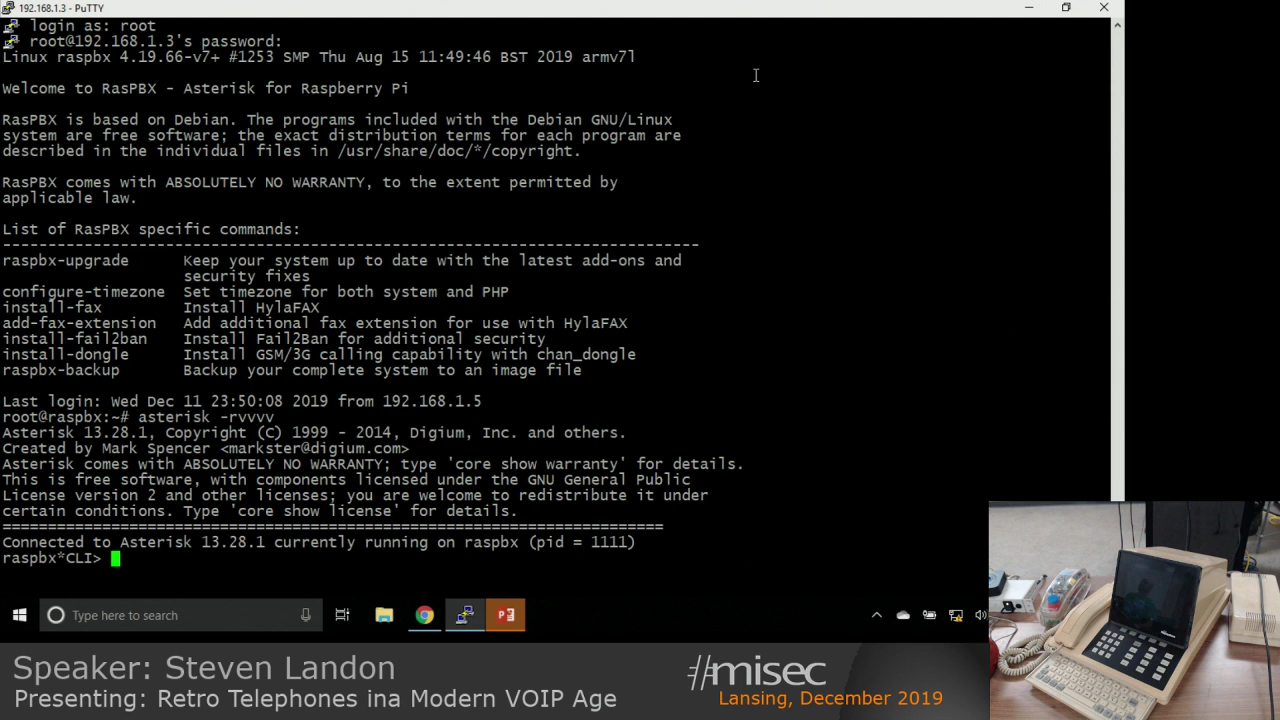 192.168.1.3 - PuTTY
login as: root
root@192.168.1.3's password:
Linux raspbx 4.19.66-v7+ #1253 SMP Thu Aug 15 11:49:46 BST 2019 armv7l
Welcome to RasPBX - Asterisk for Raspberry Pi
RasPBX is based on Debian. The programs included with the Debian GNU/Linux
system are free software; the exact distribution terms for each program are
described in the individual files in /usr/share/doc/*/copyright.
RasPBX comes with ABSOLUTELY NO WARRANTY, to the extent permitted by
applicable law.
List of RasPBX specific commands:
-----------------------------------------------------------------------------
raspbx-upgrade Keep your system up to date with the latest add-ons and
security fixes
configure-timezone Set timezone for both system and PHP
install-fax Install HylaFAX
add-fax-extension Add additional fax extension for use with HylaFAX
install-fail2ban Install Fail2Ban for additional security
install-dongle Install GSM/3G calling capability with chan_dongle
raspbx-backup Backup your complete system to an image file
Last login: Wed Dec 11 23:50:08 2019 from 192.168.1.5
root@raspbx:~# asterisk -rvvvv
Asterisk 13.28.1, Copyright (C) 1999 - 2014, Digium, Inc. and others.
Created by Mark Spencer <markster@digium.com>
Asterisk comes with ABSOLUTELY NO WARRANTY; type 'core show warranty' for details.
This is free software, with components licensed under the GNU General Public
License version 2 and other licenses; you are welcome to redistribute it under
certain conditions. Type 'core show license' for details.
=========================================================================
Connected to Asterisk 13.28.1 currently running on raspbx (pid = 1111)
raspbx*CLI>
Type here to search
Speaker: Steven Landon
Presenting: Retro Telephones ina Modern VOIP Age
#misec
Lansing, December 2019